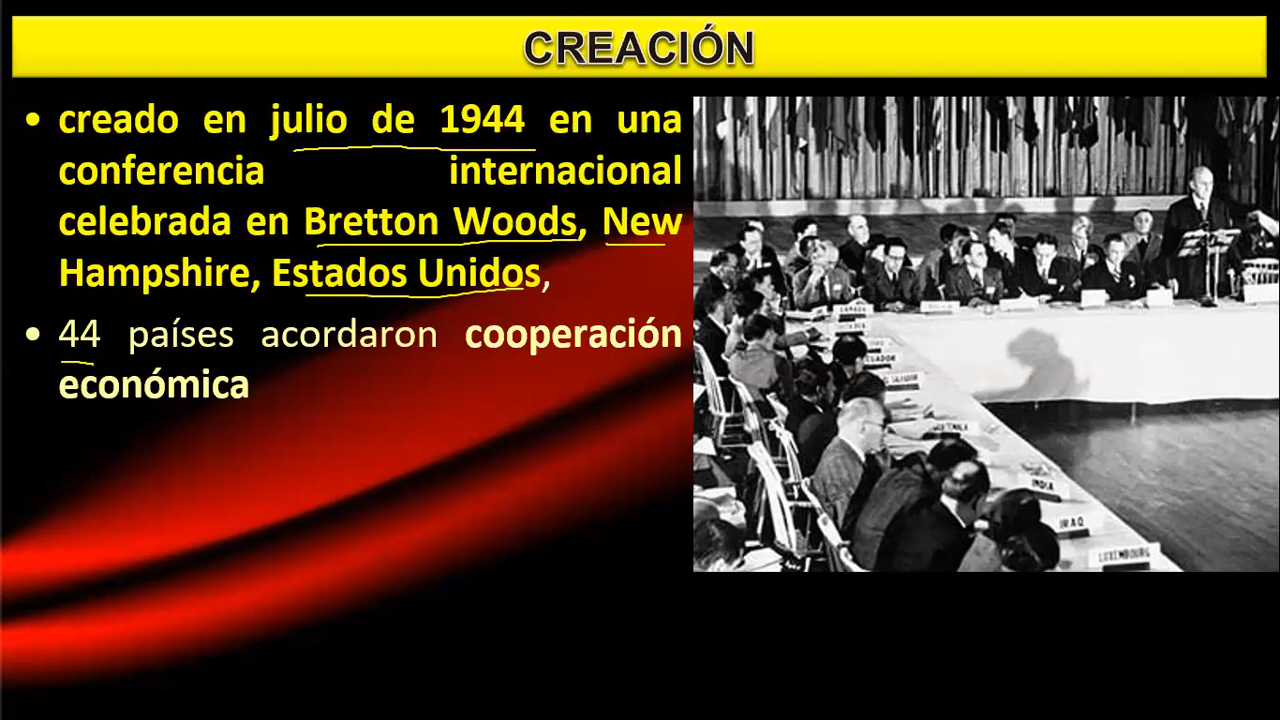 CREACIÓN
• creado en julio de 1944 en una
conferencia internacional
celebrada en Bretton Woods, New
Hampshire, Estados Unidos,
• 44 países acordaron cooperación
económica
CANADA
GUATEMALA
INDIA
IRAQ
LUXEMBOURG